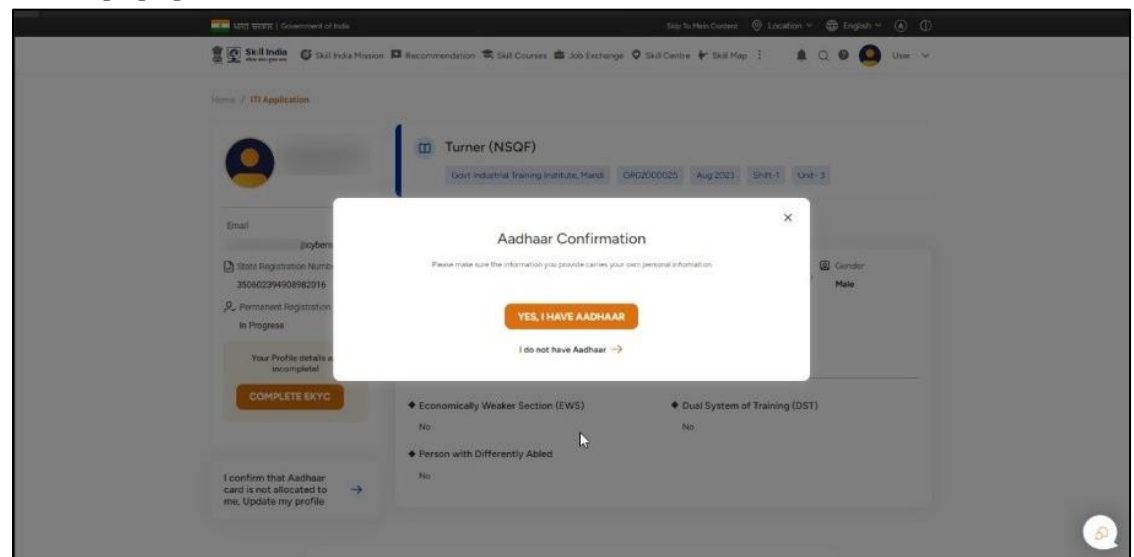 भारत सरकार | Government of India
Skip To Main Content
Location
English
Skill India
Skill India Mission
Recommendation
Skill Courses
Job Exchange
Skill Centre
Skill Map
User
Home / ITI Application
Turner (NSQF)
Govt Industrial Training Institute, Mandi
Aug 2023
Shift-1
Unit- 3
Email
State Registration Numb
350602394908982016
Permanent Registration
In Progress
Your Profile details a
incomplete!
COMPLETE EKYC
I confirm that Aadhaar
card is not allocated to
me, Update my profile
Aadhaar Confirmation
Please make sure the information you provide carries your own personal information
YES, I HAVE AADHAAR
I do not have Aadhaar
Gender
Male
Economically Weaker Section (EWS)
No
Dual System of Training (DST)
No
Person with Differently Abled
No